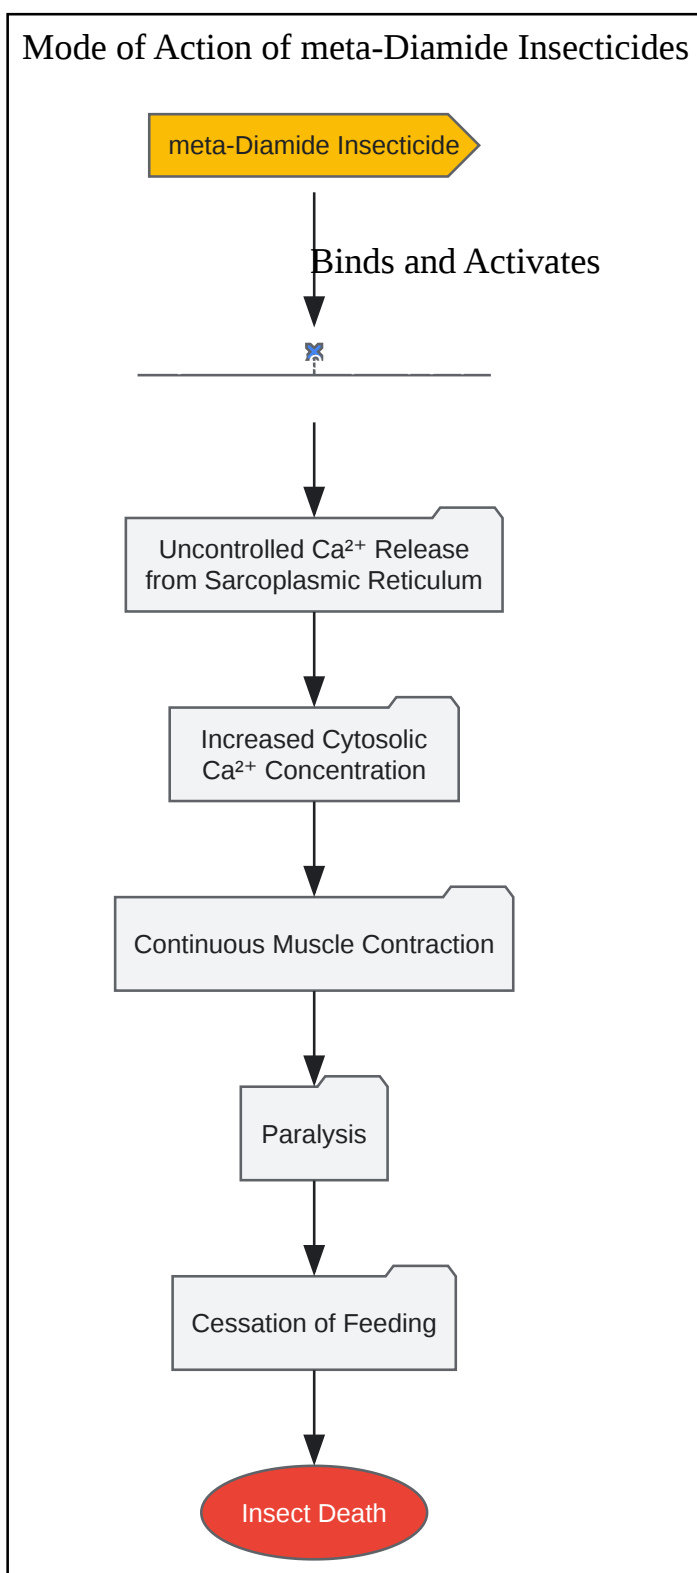 Mode of Action of meta-Diamide Insecticides
meta-Diamide Insecticide
Binds and Activates
Uncontrolled Ca²⁺ Release
from Sarcoplasmic Reticulum
Increased Cytosolic
Ca²⁺ Concentration
Continuous Muscle Contraction
Paralysis
Cessation of Feeding
Insect Death